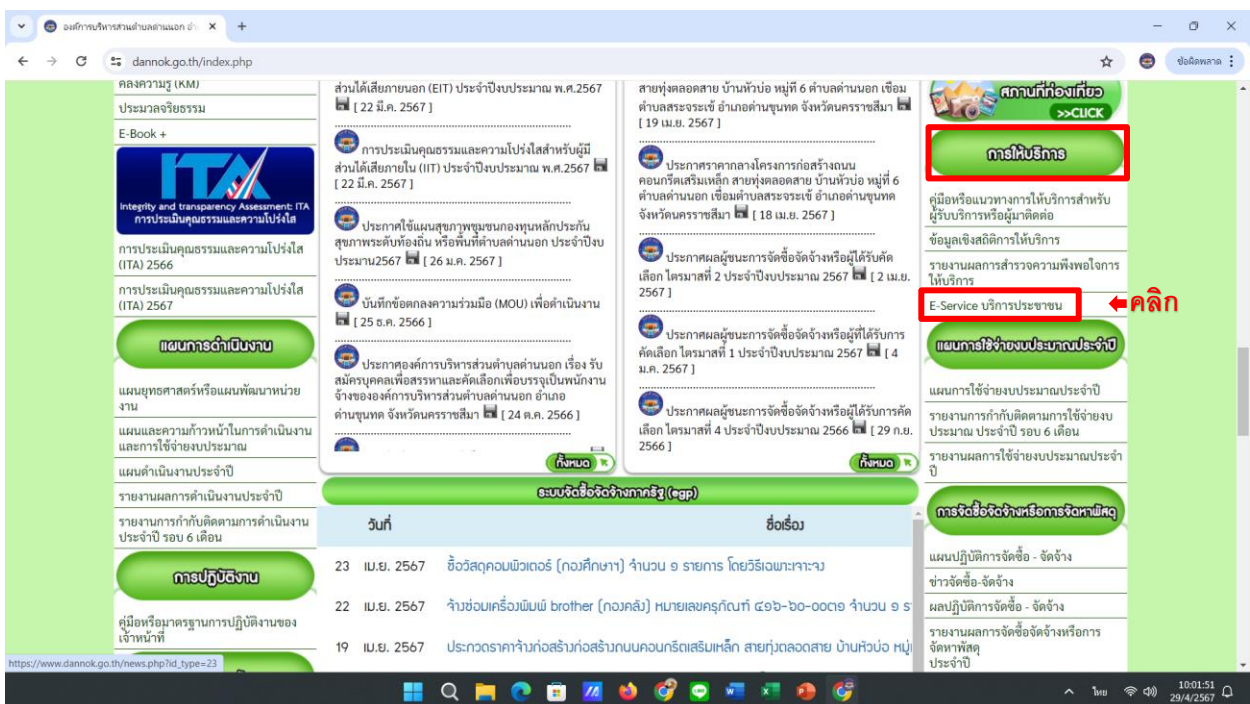 องค์การบริหารส่วนตำบลด่านนอก อำ
dannok.go.th/index.php
ข้อผิดพลาด
คลังความรู้ (KM)
ประมวลจริยธรรม
E-Book +
ITA
Integrity and transparency Assessment: ITA
การประเมินคุณธรรมและความโปร่งใส
การประเมินคุณธรรมและความโปร่งใส
(ITA) 2566
การประเมินคุณธรรมและความโปร่งใส
(ITA) 2567
แผนการดำเนินงาน
แผนยุทธศาสตร์หรือแผนพัฒนาหน่วย
งาน
แผนและความก้าวหน้าในการดำเนินงาน
และการใช้จ่ายงบประมาณ
แผนดำเนินงานประจำปี
รายงานผลการดำเนินงานประจำปี
รายงานการกำกับติดตามการดำเนินงาน
ประจำปี รอบ 6 เดือน
การปฏิบัติงาน
คู่มือหรือมาตรฐานการปฏิบัติงานของ
เจ้าหน้าที่
ส่วนได้เสียภายนอก (EIT) ประจำปีงบประมาณ พ.ศ.2567
[ 22 มี.ค. 2567 ]
การประเมินคุณธรรมและความโปร่งใสสำหรับผู้มี
ส่วนได้เสียภายใน (IIT) ประจำปีงบประมาณ พ.ศ.2567
[ 22 มี.ค. 2567 ]
ประกาศใช้แผนสุขภาพชุมชนกองทุนหลักประกัน
สุขภาพระดับท้องถิ่น หรือพื้นที่ตำบลด่านนอก ประจำปีงบ
ประมาณ2567 [ 26 ม.ค. 2567 ]
บันทึกข้อตกลงความร่วมมือ (MOU) เพื่อดำเนินงาน
[ 25 ธ.ค. 2566 ]
ประกาศองค์การบริหารส่วนตำบลด่านนอก เรื่อง รับ
สมัครบุคคลเพื่อสรรหาและคัดเลือกเพื่อบรรจุเป็นพนักงาน
จ้างขององค์การบริหารส่วนตำบลด่านนอก อำเภอ
ด่านขุนทด จังหวัดนครราชสีมา [ 24 ต.ค. 2566 ]
ทั้งหมด
สายทุ่งตลอดสาย บ้านหัวบ่อ หมู่ที่ 6 ตำบลด่านนอก เชื่อม
ตำบลสระจระเข้ อำเภอด่านขุนทด จังหวัดนครราชสีมา
[ 19 เม.ย. 2567 ]
ประกาศราคากลางโครงการก่อสร้างถนน
คอนกรีตเสริมเหล็ก สายทุ่งตลอดสาย บ้านหัวบ่อ หมู่ที่ 6
ตำบลด่านนอก เชื่อมตำบลสระจระเข้ อำเภอด่านขุนทด
จังหวัดนครราชสีมา [ 18 เม.ย. 2567 ]
ประกาศผลผู้ชนะการจัดซื้อจัดจ้างหรือผู้ได้รับคัด
เลือก ไตรมาสที่ 2 ประจำปีงบประมาณ 2567 [ 2 เม.ย.
2567 ]
ประกาศผลผู้ชนะการจัดซื้อจัดจ้างหรือผู้ที่ได้รับการ
คัดเลือก ไตรมาสที่ 1 ประจำปีงบประมาณ 2567 [ 4
ม.ค. 2567 ]
ประกาศผลผู้ชนะการจัดซื้อจัดจ้างหรือผู้ได้รับการคัด
เลือก ไตรมาสที่ 4 ประจำปีงบประมาณ 2566 [ 29 ก.ย.
2566 ]
ทั้งหมด
ระบบจัดซื้อจัดจ้างภาครัฐ (egp)
วันที่ ชื่อเรื่อง
23 เม.ย. 2567 ซื้อวัสดุคอมพิวเตอร์ (กองศึกษาฯ) จำนวน ๑ รายการ โดยวิธีเฉพาะเจาะจง
22 เม.ย. 2567 จ้างซ่อมเครื่องพิมพ์ brother (กองคลัง) หมายเลขครุภัณฑ์ ๔๑๖-๖๐-๐๐๓๑ จำนวน ๑ ร
19 เม.ย. 2567 ประกวดราคาจ้างก่อสร้างก่อสร้างถนนคอนกรีตเสริมเหล็ก สายทุ่งตลอดสาย บ้านหัวบ่อ หมู่
สถานที่ท่องเที่ยว
>>CLICK
การให้บริการ
คู่มือหรือแนวทางการให้บริการสำหรับ
ผู้รับบริการหรือผู้มาติดต่อ
ข้อมูลเชิงสถิติการให้บริการ
รายงานผลการสำรวจความพึงพอใจการ
ให้บริการ
E-Service บริการประชาชน
คลิก
แผนการใช้จ่ายงบประมาณประจำปี
แผนการใช้จ่ายงบประมาณประจำปี
รายงานการกำกับติดตามการใช้จ่ายงบ
ประมาณ ประจำปี รอบ 6 เดือน
รายงานผลการใช้จ่ายงบประมาณประจำ
ปี
การจัดซื้อจัดจ้างหรือการจัดหาพัสดุ
แผนปฏิบัติการจัดซื้อ - จัดจ้าง
ข่าวจัดซื้อ-จัดจ้าง
ผลปฏิบัติการจัดซื้อ - จัดจ้าง
รายงานผลการจัดซื้อจัดจ้างหรือการ
จัดหาพัสดุ
ประจำปี
https://www.dannok.go.th/news.php?id_type=23
ไทย
10:01:51
29/4/2567